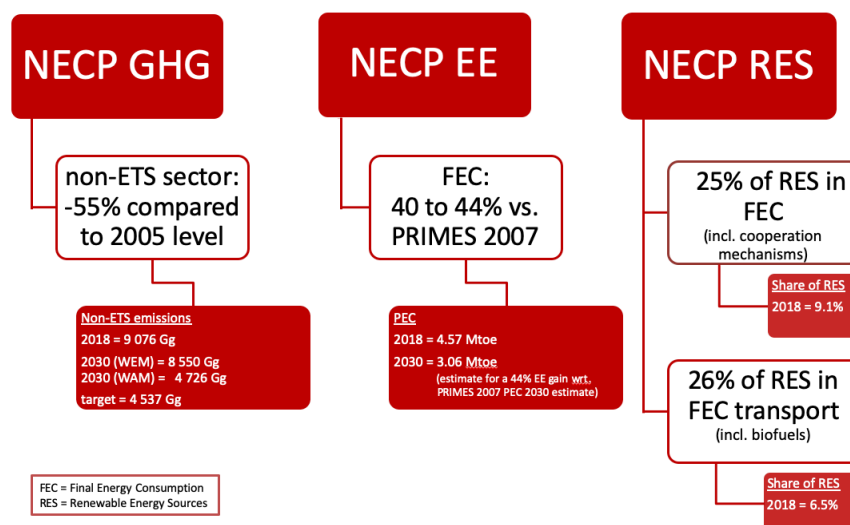 NECP GHG
non-ETS sector:
-55% compared
to 2005 level
Non-ETS emissions
2018 = 9 076 Gg
2030 (WEM) = 8 550 Gg
2030 (WAM) = 4 726 Gg
target = 4 537 Gg
NECP EE
FEC:
40 to 44% vs.
PRIMES 2007
PEC
2018 = 4.57 Mtoe
2030 = 3.06 Mtoe
(estimate for a 44% EE gain wrt,
PRIMES 2007 PEC 2030 estimate)
NECP RES
25% of RES in
FEC
(incl. cooperation
mechanisms)
Share of RES
2018 = 9.1%
26% of RES in
FEC transport
(incl. biofuels)
Share of RES
2018 = 6.5%
FEC = Final Energy Consumption
RES = Renewable Energy Sources